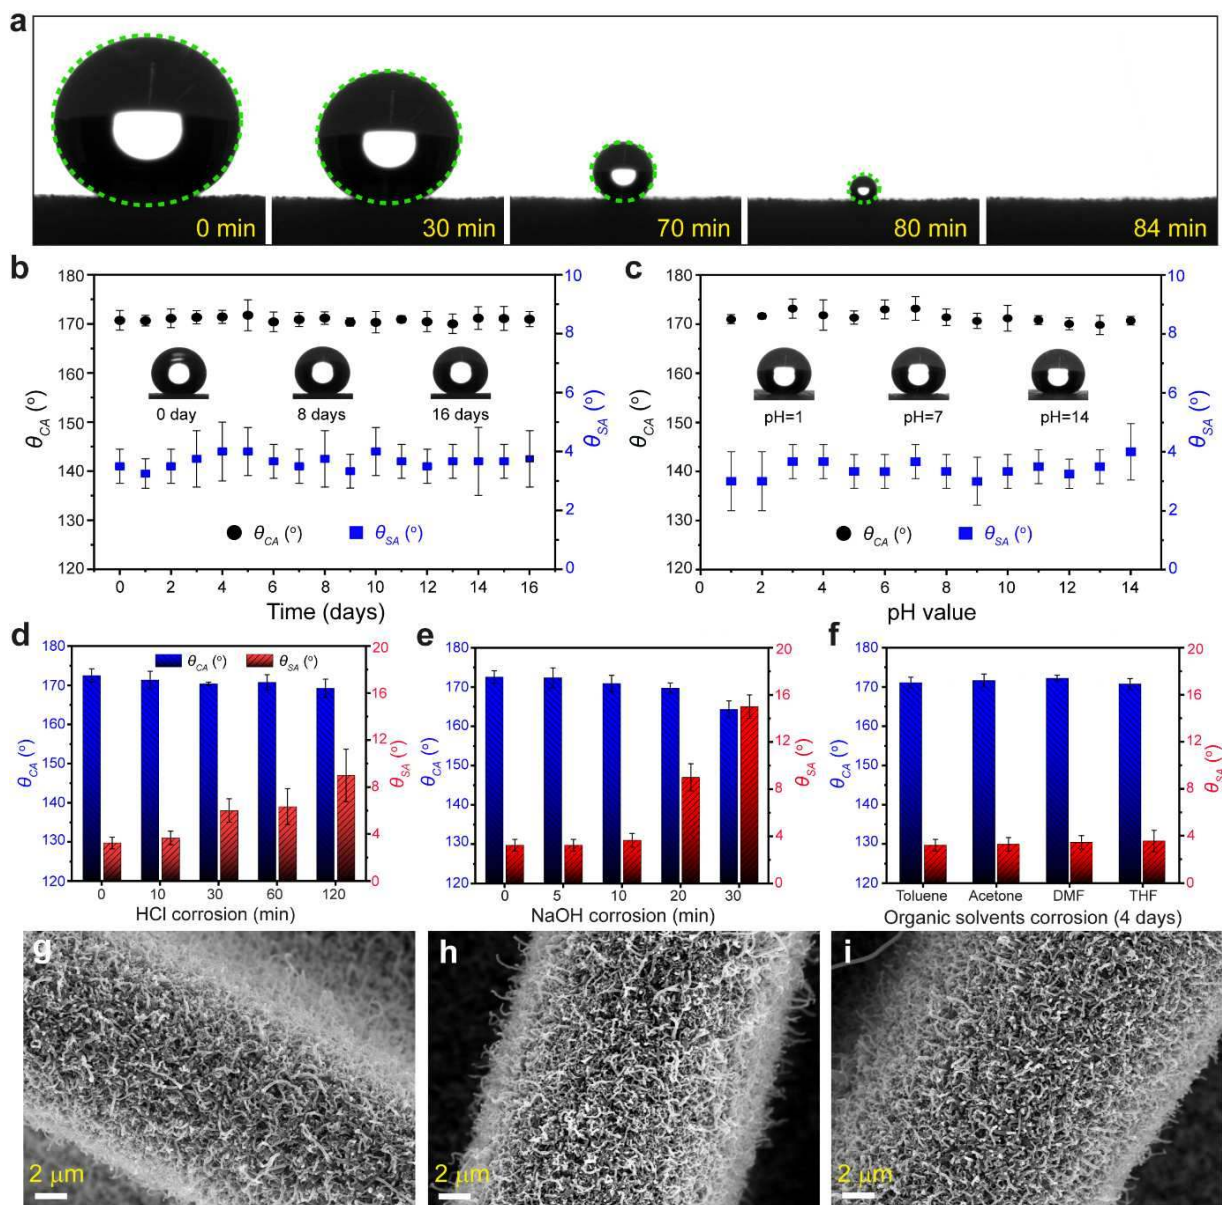 a
0 min
30 min
70 min
80 min
84 min
b
180
170
160
150
140
130
120
θCA (°)
10
8
6
4
2
0
θSA (°)
0 day
8 days
16 days
θCA (°)
θSA (°)
0 2 4 6 8 10 12 14 16
Time (days)
c
180
170
160
150
140
130
120
θCA (°)
10
8
6
4
2
0
θSA (°)
pH=1
pH=7
pH=14
θCA (°)
θSA (°)
0 2 4 6 8 10 12 14
pH value
d
180
170
160
150
140
130
120
θCA (°)
θCA (°)
θSA (°)
20
16
12
8
4
0
θSA (°)
0 10 30 60 120
HCl corrosion (min)
e
180
170
160
150
140
130
120
θCA (°)
20
16
12
8
4
0
θSA (°)
0 5 10 20 30
NaOH corrosion (min)
f
180
170
160
150
140
130
120
θCA (°)
20
16
12
8
4
0
θSA (°)
Toluene Acetone DMF THF
Organic solvents corrosion (4 days)
g
2 μm
h
2 μm
i
2 μm